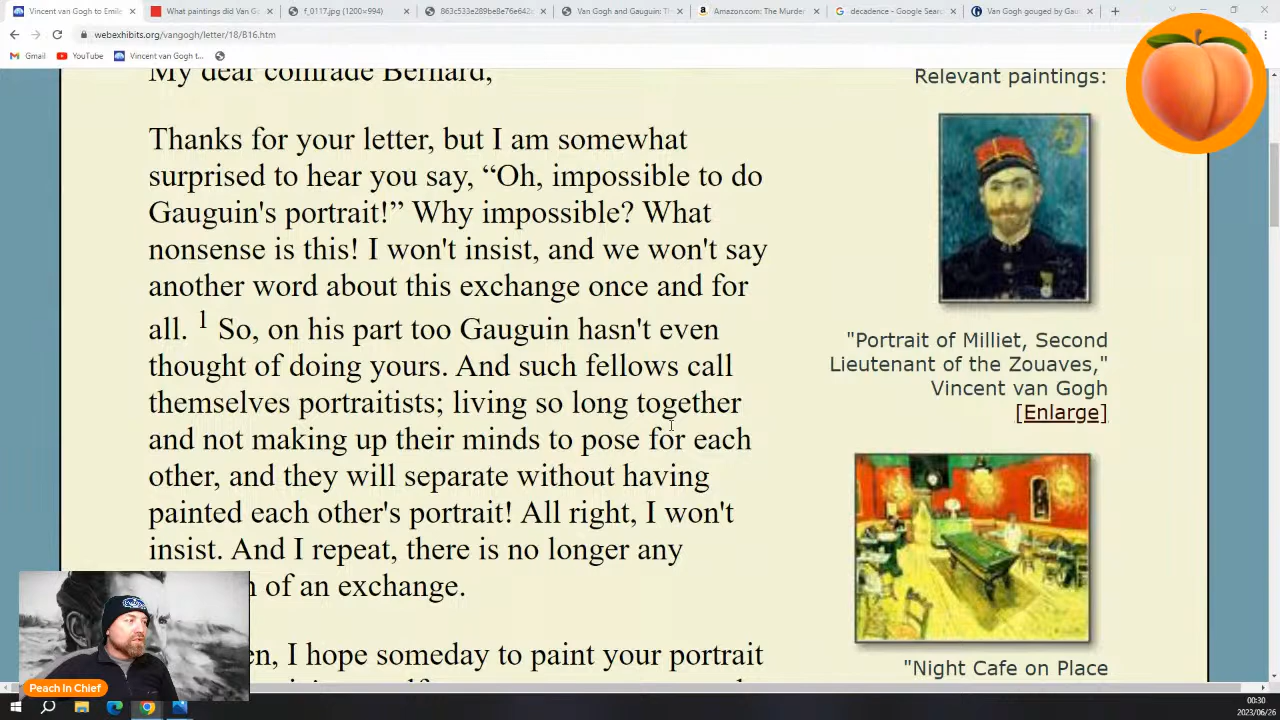 Vincent van Gogh to Emile
What paintings did Van G
f_0117.jpg (1200×994)
863c533e289be8e76e642
Van Gogh and Gauguin: Th
Amazon.com: The Murder
decadence - Google Sear
Van Gogh gouged by Gau
webexhibits.org/vangogh/letter/18/B16.htm
Gmail
YouTube
Vincent van Gogh t...
My dear comrade Bernard,
Thanks for your letter, but I am somewhat
surprised to hear you say, “Oh, impossible to do
Gauguin's portrait!” Why impossible? What
nonsense is this! I won't insist, and we won't say
another word about this exchange once and for
all. 1 So, on his part too Gauguin hasn't even
thought of doing yours. And such fellows call
themselves portraitists; living so long together
and not making up their minds to pose for each
other, and they will separate without having
painted each other's portrait! All right, I won't
insist. And I repeat, there is no longer any
of an exchange.
I hope someday to paint your portrait
Relevant paintings:
"Portrait of Milliet, Second
Lieutenant of the Zouaves,"
Vincent van Gogh
[Enlarge]
"Night Cafe on Place
Peach In Chief
00:30
2023/06/26